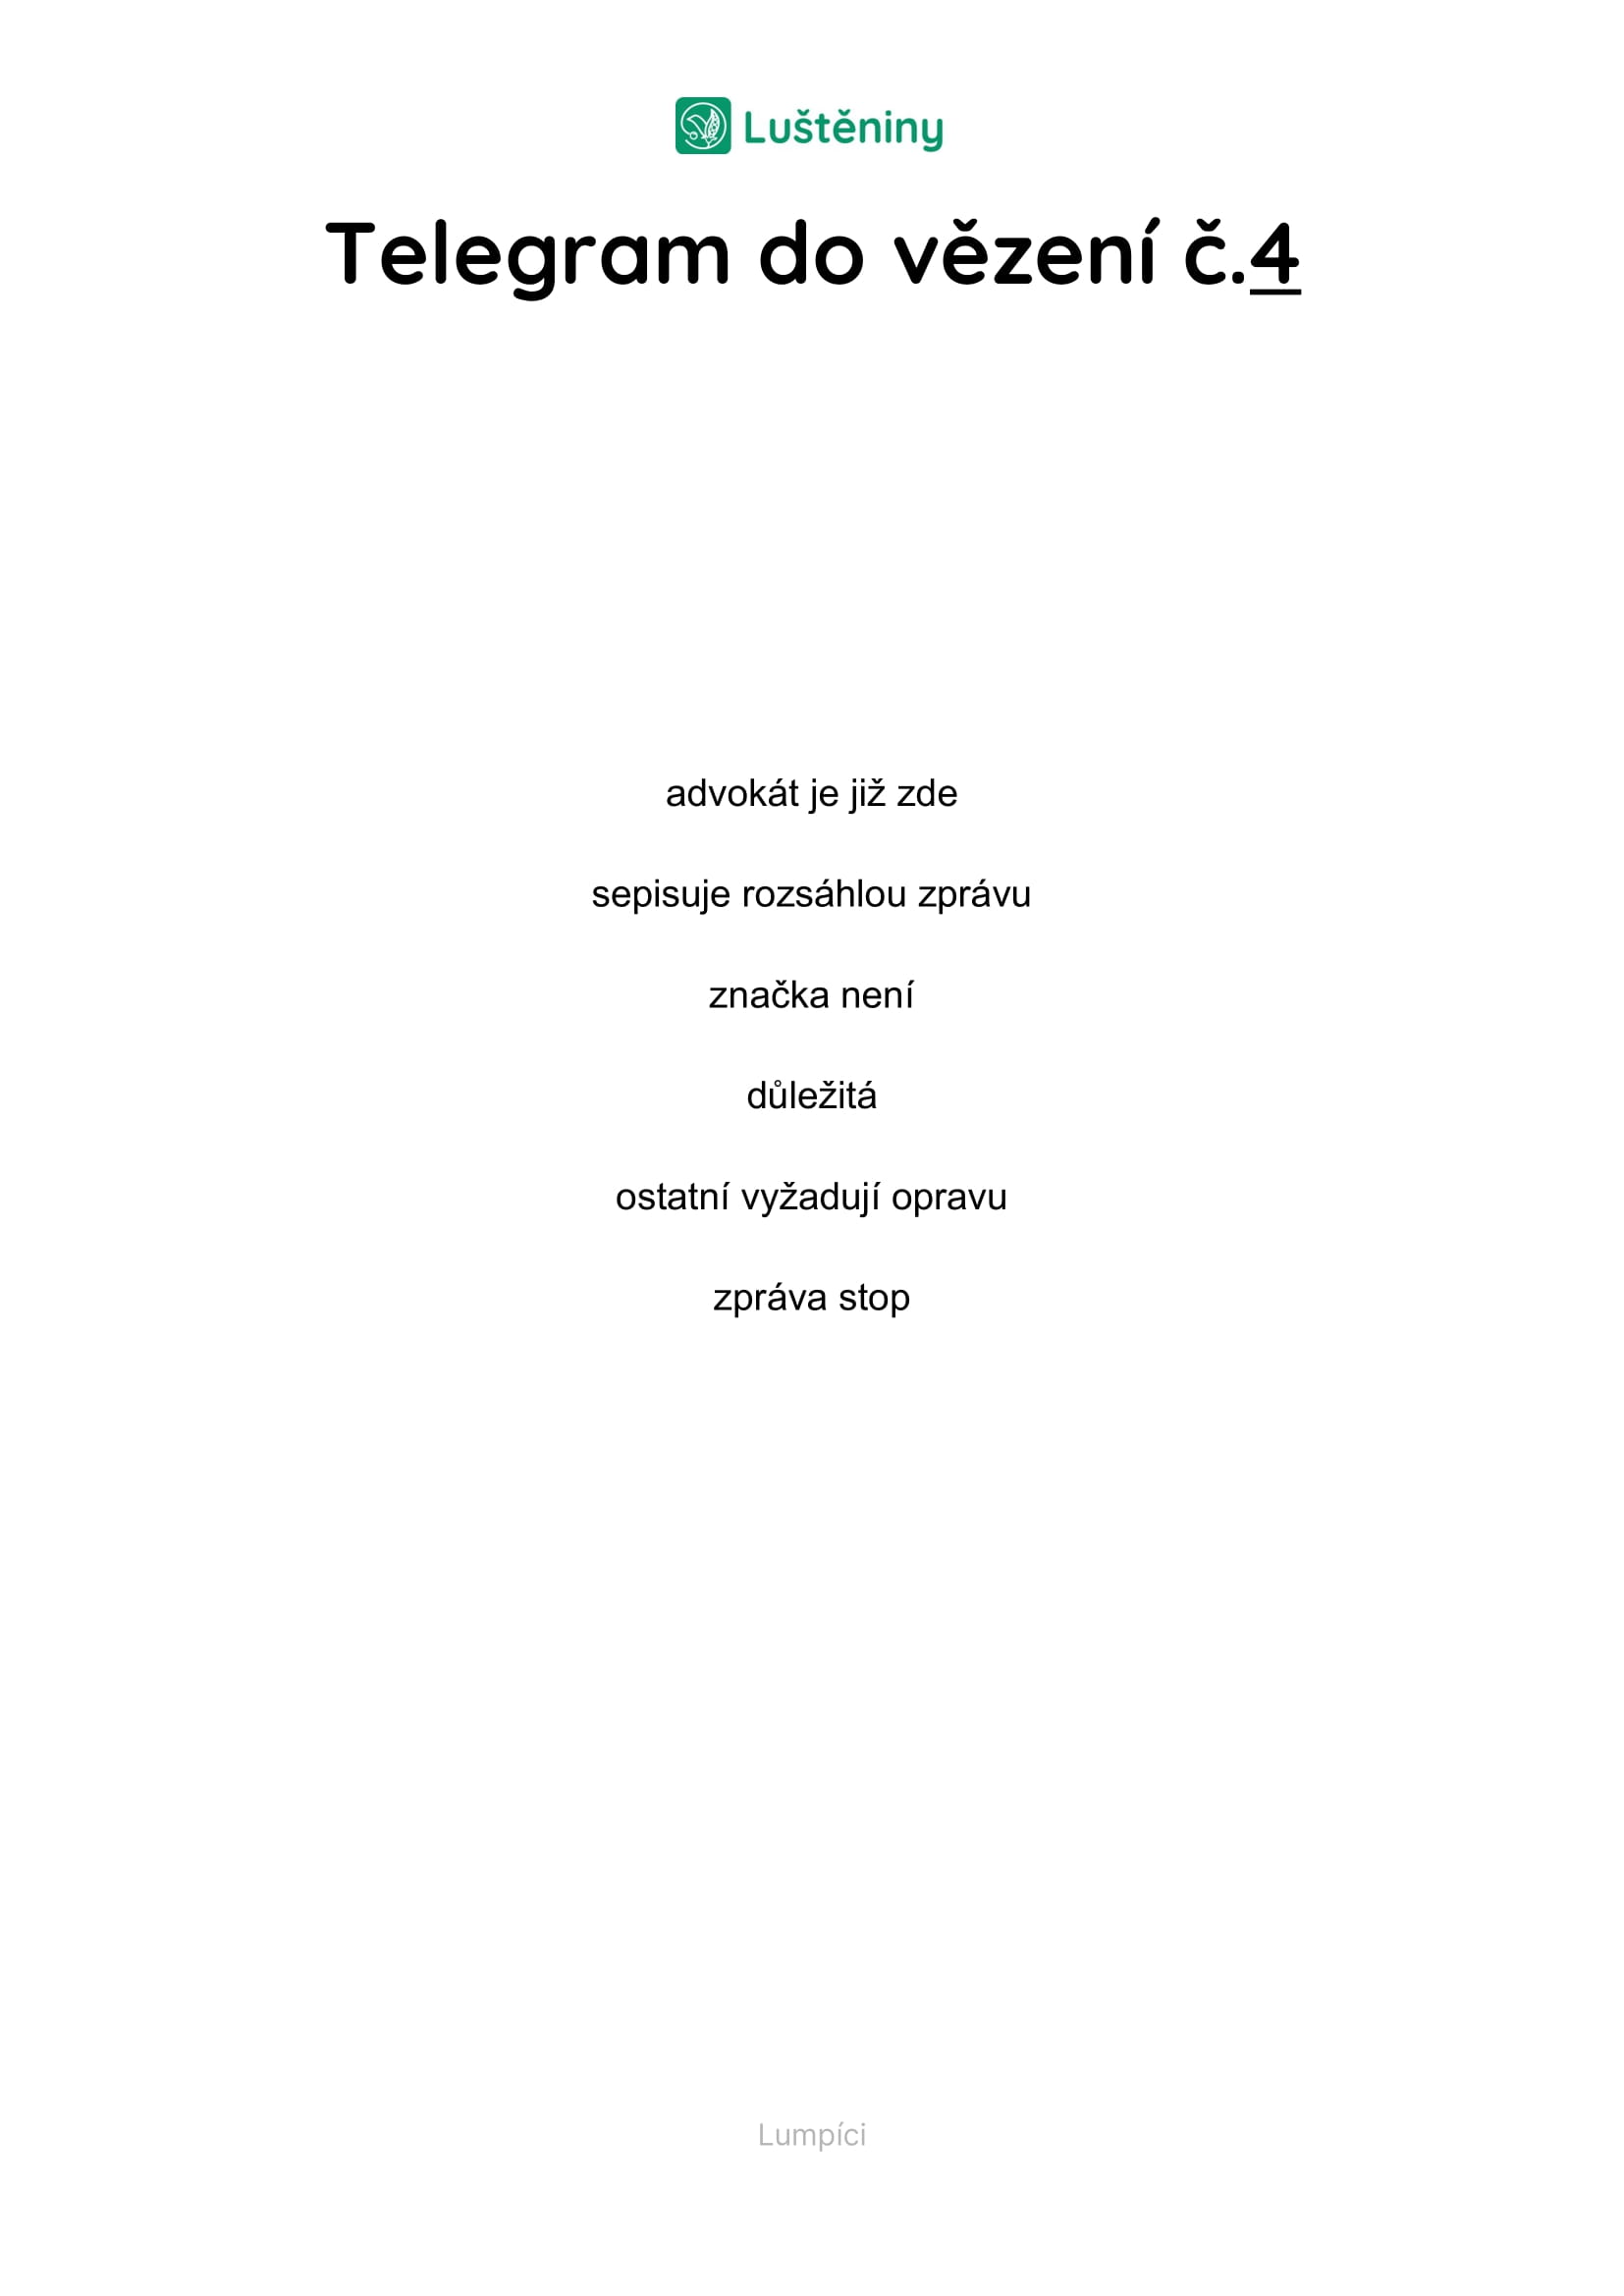 Luštěniny
Telegram do vězení č.4
advokát je již zde
sepisuje rozsáhlou zprávu
značka není
důležitá
ostatní vyžadují opravu
zpráva stop
Lumpíci